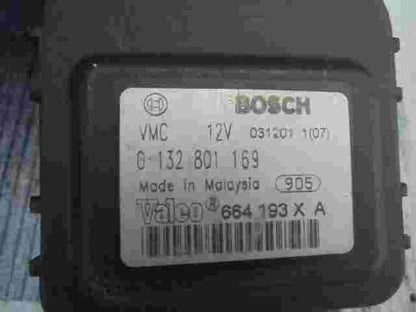 BOSCH
VMC 12V 031201 1(07)
0 132 801 169
Made in Malaysia 905
Valeo® 664 193 X A